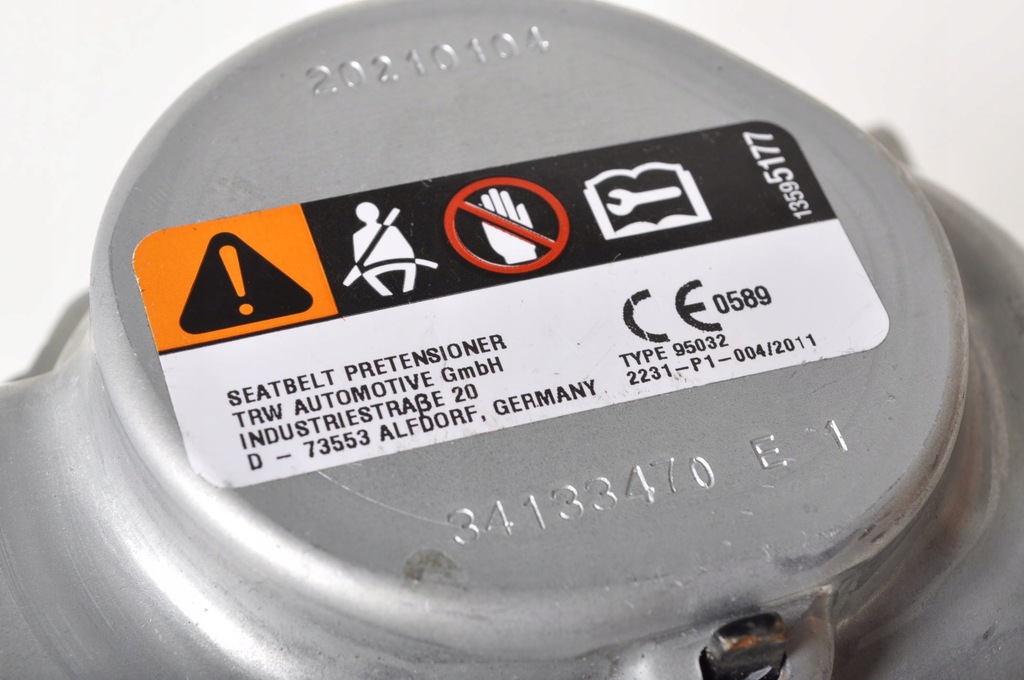 20210104
13595177
CE 0589
SEATBELT PRETENSIONER
TRW AUTOMOTIVE GmbH
INDUSTRIESTRAßE 20
D - 73553 ALFDORF, GERMANY
TYPE 95032
2231-P1-004/2011
34133470 E 1